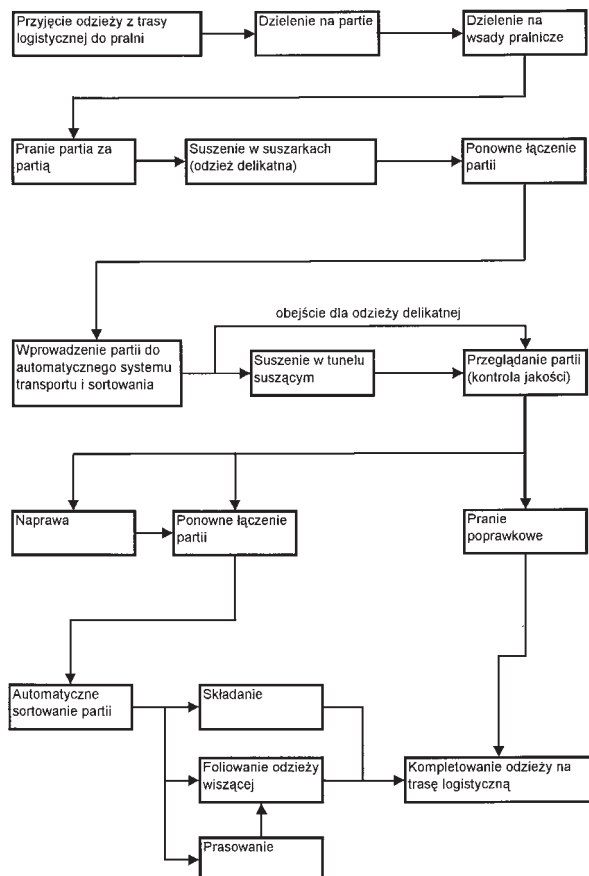 Przyjęcie odzieży z trasy
logistycznej do pralni
Dzielenie na partie
Dzielenie na
wsady pralnicze
Pranie partia za
partią
Suszenie w suszarkach
(odzież delikatna)
Ponowne łączenie
partii
obejście dla odzieży delikatnej
Wprowadzenie partii do
automatycznego systemu
transportu i sortowania
Suszenie w tunelu
suszącym
Przeglądanie partii
(kontrola jakości)
Naprawa
Ponowne łączenie
partii
Pranie
poprawkowe
Automatyczne
sortowanie partii
Składanie
Foliowanie odzieży
wiszącej
Kompletowanie odzieży na
trasę logistyczną
Prasowanie